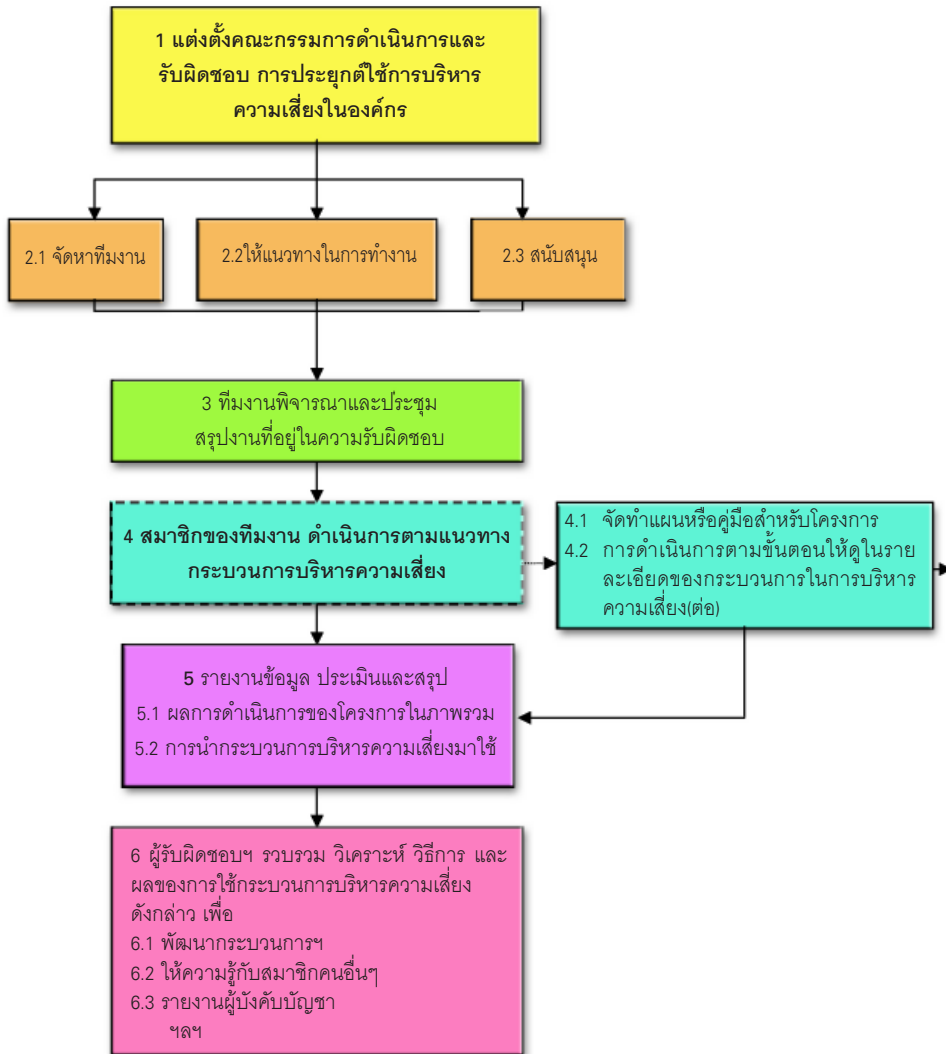 1 แต่งตั้งคณะกรรมการดำเนินการและ
รับผิดชอบ การประยุกต์ใช้การบริหาร
ความเสี่ยงในองค์กร
2.1 จัดหาทีมงาน
2.2ให้แนวทางในการทำงาน
2.3 สนับสนุน
3 ทีมงานพิจารณาและประชุม
สรุปงานที่อยู่ในความรับผิดชอบ
4 สมาชิกของทีมงาน ดำเนินการตามแนวทาง
กระบวนการบริหารความเสี่ยง
4.1 จัดทำแผนหรือคู่มือสำหรับโครงการ
4.2 การดำเนินการตามขั้นตอนให้ดูในราย
ละเอียดของกระบวนการในการบริหาร
ความเสี่ยง(ต่อ)
5 รายงานข้อมูล ประเมินและสรุป
5.1 ผลการดำเนินการของโครงการในภาพรวม
5.2 การนำกระบวนการบริหารความเสี่ยงมาใช้
6 ผู้รับผิดชอบฯ รวบรวม วิเคราะห์ วิธีการ และ
ผลของการใช้กระบวนการบริหารความเสี่ยง
ดังกล่าว เพื่อ
6.1 พัฒนากระบวนการฯ
6.2 ให้ความรู้กับสมาชิกคนอื่นๆ
6.3 รายงานผู้บังคับบัญชา
ฯลฯ